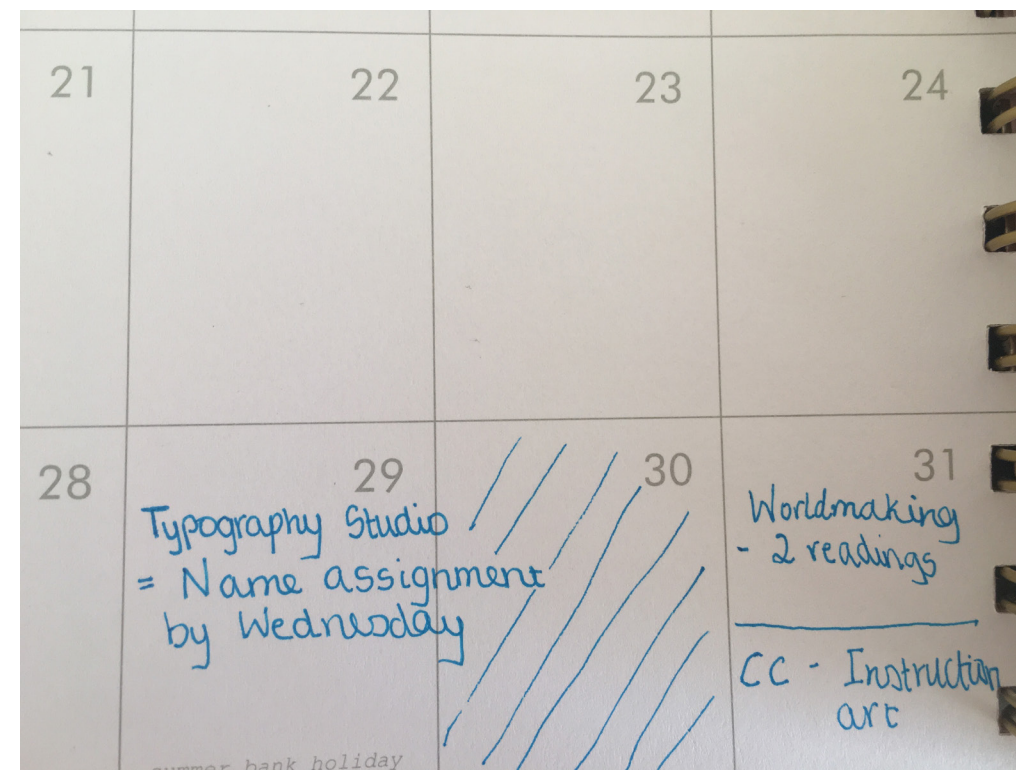 21 22 23 24
28 29 30 31
Typography Studio
= Name assignment
by Wednesday
summer bank holiday
Worldmaking
- 2 readings
CC - Instruction
art